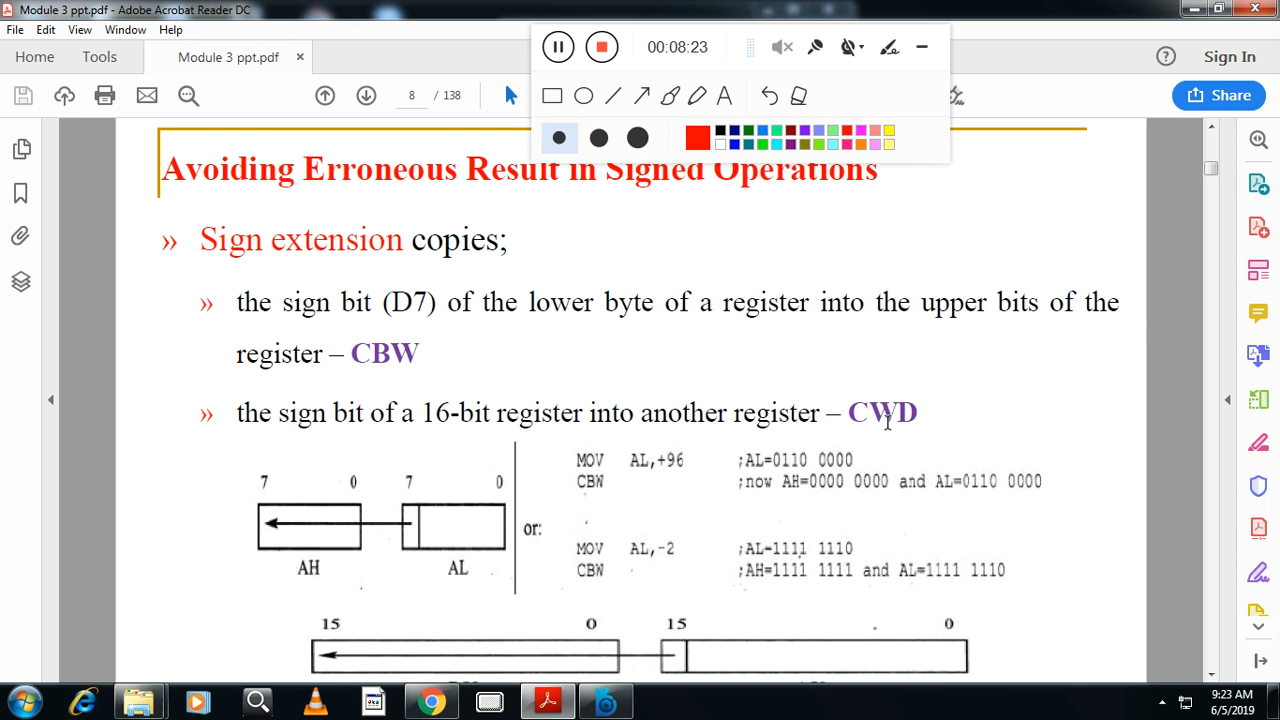 Module 3 ppt.pdf - Adobe Acrobat Reader DC
File Edit View Window Help
00:08:23
Home Tools Module 3 ppt.pdf × Sign In
8 / 138 Share
Avoiding Erroneous Result in Signed Operations
» Sign extension copies;
» the sign bit (D7) of the lower byte of a register into the upper bits of the
register – CBW
» the sign bit of a 16-bit register into another register – CWD
MOV AL,+96 ;AL=0110 0000
CBW ;now AH=0000 0000 and AL=0110 0000
7 0 7 0
or:
MOV AL,-2 ;AL=1111 1110
CBW ;AH=1111 1111 and AL=1111 1110
AH AL
15 0 15 0
9:23 AM
6/5/2019